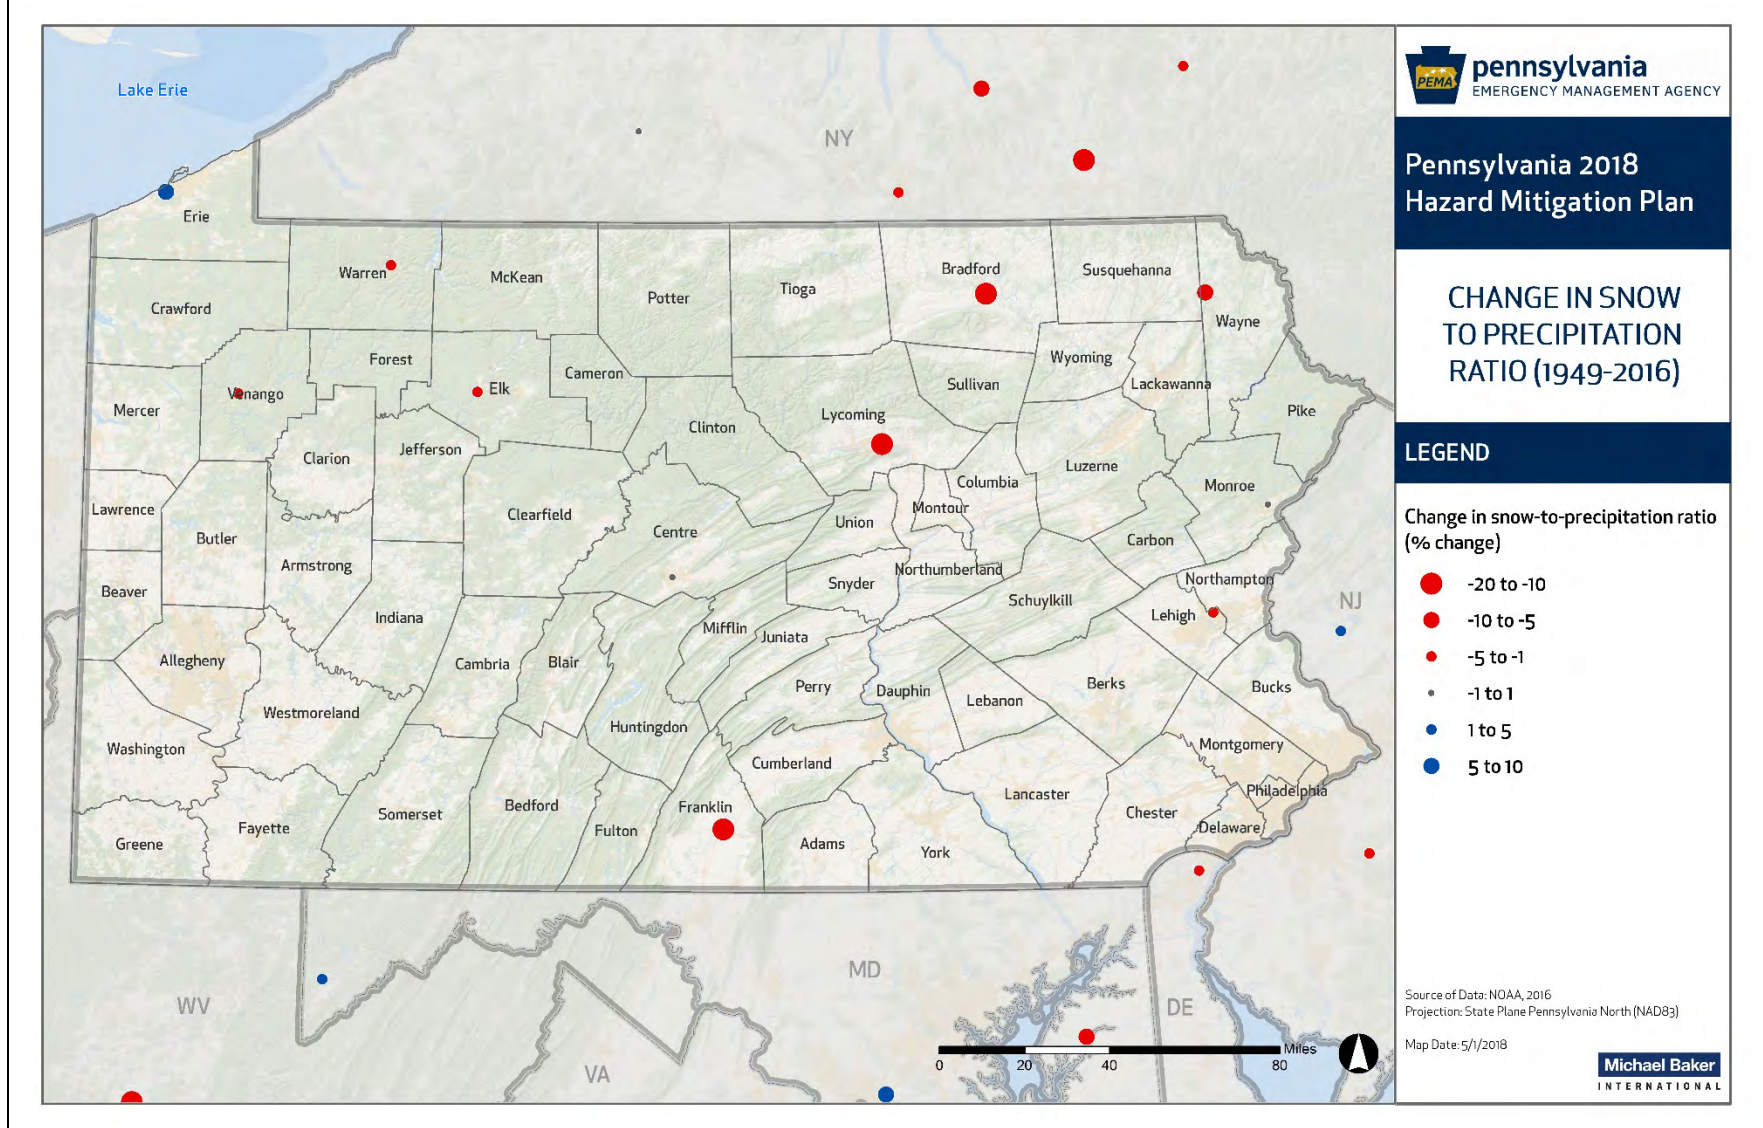 Lake Erie
NY
Erie
Warren
McKean
Potter
Tioga
Bradford
Susquehanna
Wayne
Crawford
Forest
Elk
Cameron
Sullivan
Wyoming
Lackawanna
Pike
Venango
Mercer
Clarion
Jefferson
Clinton
Lycoming
Luzerne
Columbia
Monroe
Lawrence
Butler
Clearfield
Centre
Union
Montour
Carbon
Armstrong
Beaver
Indiana
Snyder
Northumberland
Schuylkill
Northampton
Lehigh
NJ
Allegheny
Cambria
Blair
Mifflin
Juniata
Perry
Dauphin
Lebanon
Berks
Bucks
Westmoreland
Huntingdon
Washington
Cumberland
Montgomery
Lancaster
Philadelphia
Greene
Fayette
Somerset
Bedford
Fulton
Franklin
Adams
York
Chester
Delaware
WV
MD
DE
VA
0 20 40 80 Miles
PEMA
pennsylvania
EMERGENCY MANAGEMENT AGENCY
Pennsylvania 2018
Hazard Mitigation Plan
CHANGE IN SNOW
TO PRECIPITATION
RATIO (1949-2016)
LEGEND
Change in snow-to-precipitation ratio
(% change)
-20 to -10
-10 to -5
-5 to -1
-1 to 1
1 to 5
5 to 10
Source of Data: NOAA, 2016
Projection: State Plane Pennsylvania North (NAD83)
Map Date: 5/1/2018
Michael Baker
INTERNATIONAL